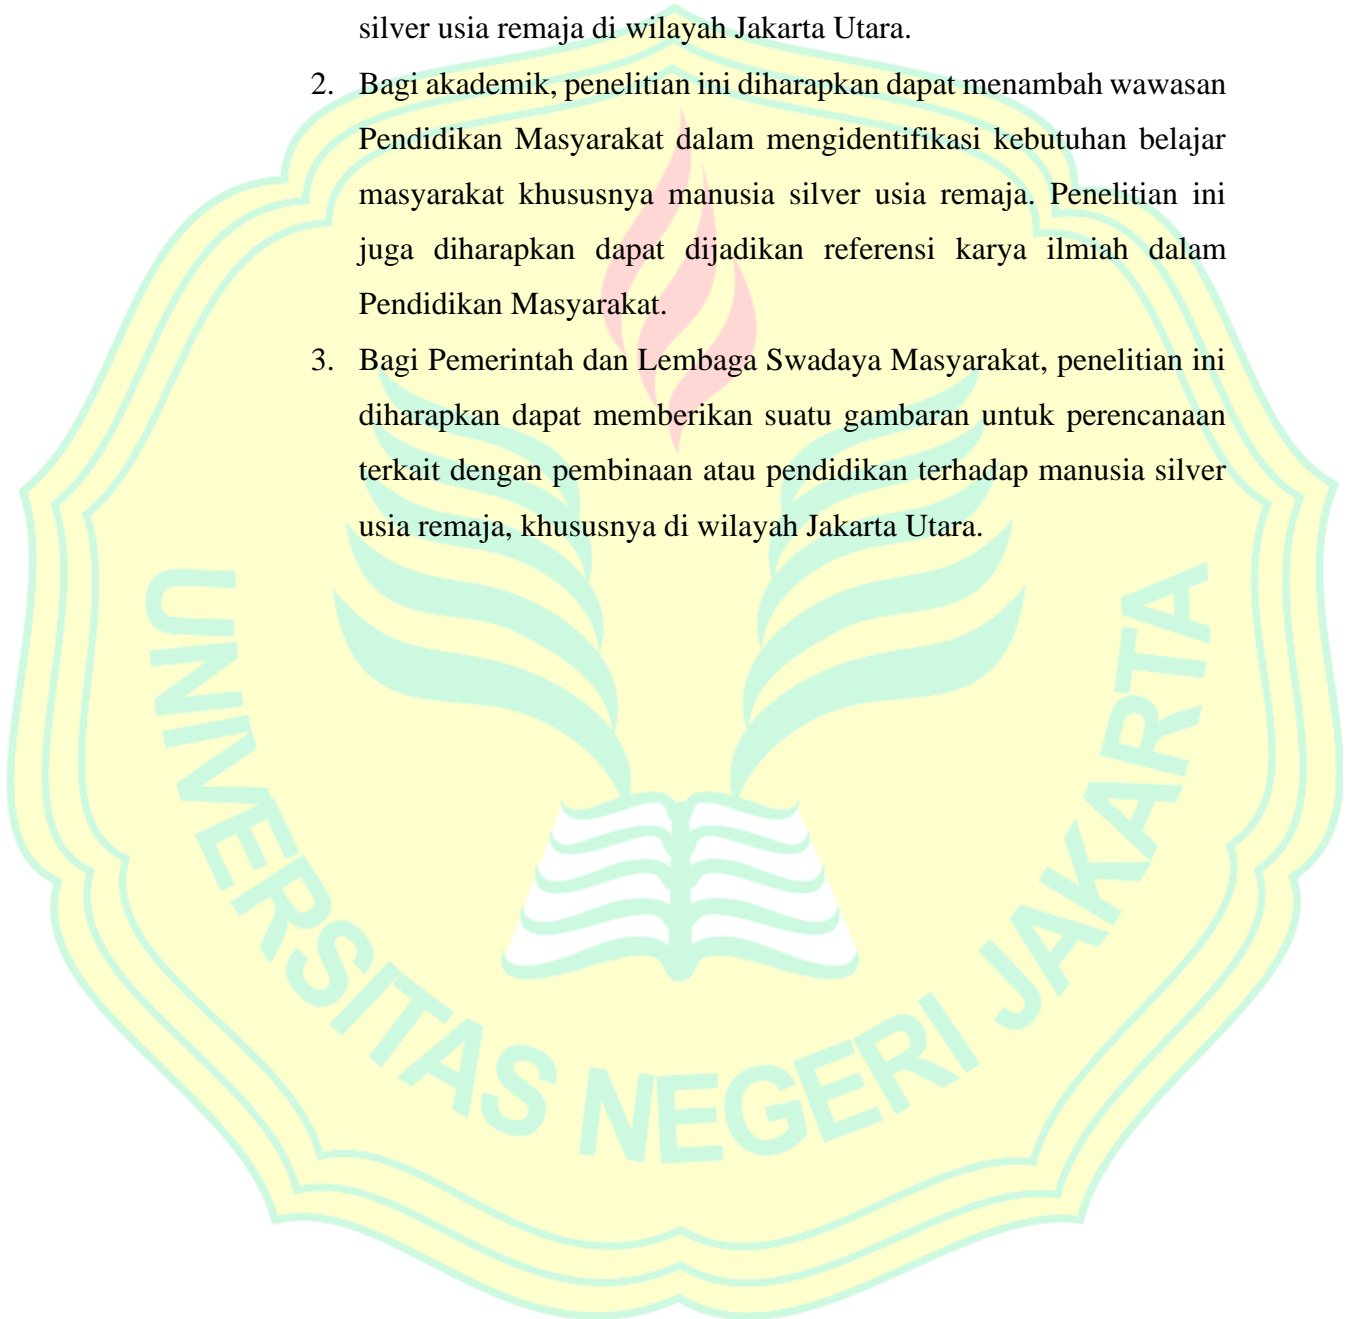 silver usia remaja di wilayah Jakarta Utara.
2. Bagi akademik, penelitian ini diharapkan dapat menambah wawasan
Pendidikan Masyarakat dalam mengidentifikasi kebutuhan belajar
masyarakat khususnya manusia silver usia remaja. Penelitian ini
juga diharapkan dapat dijadikan referensi karya ilmiah dalam
Pendidikan Masyarakat.
3. Bagi Pemerintah dan Lembaga Swadaya Masyarakat, penelitian ini
diharapkan dapat memberikan suatu gambaran untuk perencanaan
terkait dengan pembinaan atau pendidikan terhadap manusia silver
usia remaja, khususnya di wilayah Jakarta Utara.
UNIVERSITAS NEGERI JAKARTA